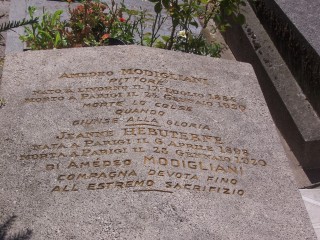 AMEDEO MODIGLIANI
PITTORE
NATO A LIVORNO IL 12 LUGLIO 1884
MORTO A PARIGI IL 24 GENNAIO 1920
MORTE LO COLSE
QUANDO
GIUNSE ALLA GLORIA
JEANNE HEBUTERNE
NATA A PARIGI IL 6 APRILE 1898
MORTA A PARIGI IL 25 GENNAIO 1920
DI AMEDEO MODIGLIANI
COMPAGNA DEVOTA FINO
ALL ESTREMO SACRIFIZIO